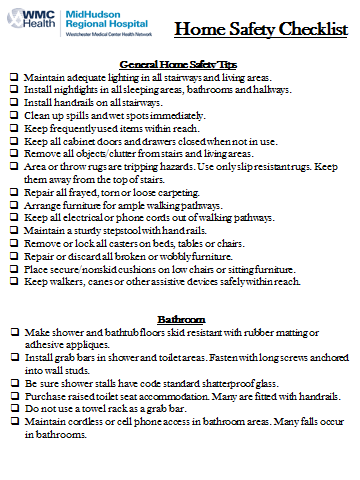 WMC Health
MidHudson
Regional Hospital
Westchester Medical Center Health Network
Home Safety Checklist
General Home Safety Tips
Maintain adequate lighting in all stairways and living areas.
Install nightlights in all sleeping areas, bathrooms and hallways.
Install handrails on all stairways.
Clean up spills and wet spots immediately.
Keep frequently used items within reach.
Keep all cabinet doors and drawers closed when not in use.
Remove all objects/clutter from stairs and living areas.
Area or throw rugs are tripping hazards. Use only slip resistant rugs. Keep
them away from the top of stairs.
Repair all frayed, torn or loose carpeting.
Arrange furniture for ample walking pathways.
Keep all electrical or phone cords out of walking pathways.
Maintain a sturdy stepstool with hand rails.
Remove or lock all casters on beds, tables or chairs.
Repair or discard all broken or wobbly furniture.
Place secure/nonskid cushions on low chairs or sitting furniture.
Keep walkers, canes or other assistive devices safely within reach.
Bathroom
Make shower and bathtub floors skid resistant with rubber matting or
adhesive appliques.
Install grab bars in shower and toilet areas. Fasten with long screws anchored
into wall studs.
Be sure shower stalls have code standard shatterproof glass.
Purchase raised toilet seat accommodation. Many are fitted with handrails.
Do not use a towel rack as a grab bar.
Maintain cordless or cell phone access in bathroom areas. Many falls occur
in bathrooms.